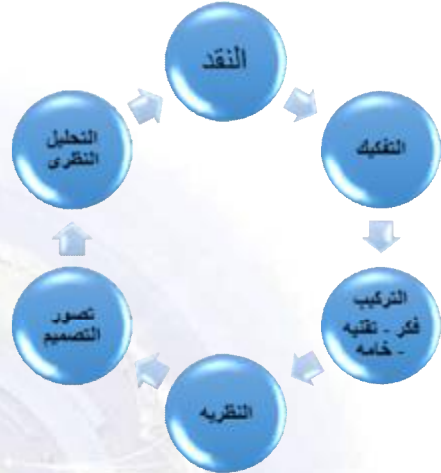 النقد
التفكيك
التركيب
فكر - تقنيه
- خامه
النظريه
تصور
التصميم
التحليل
النظرى